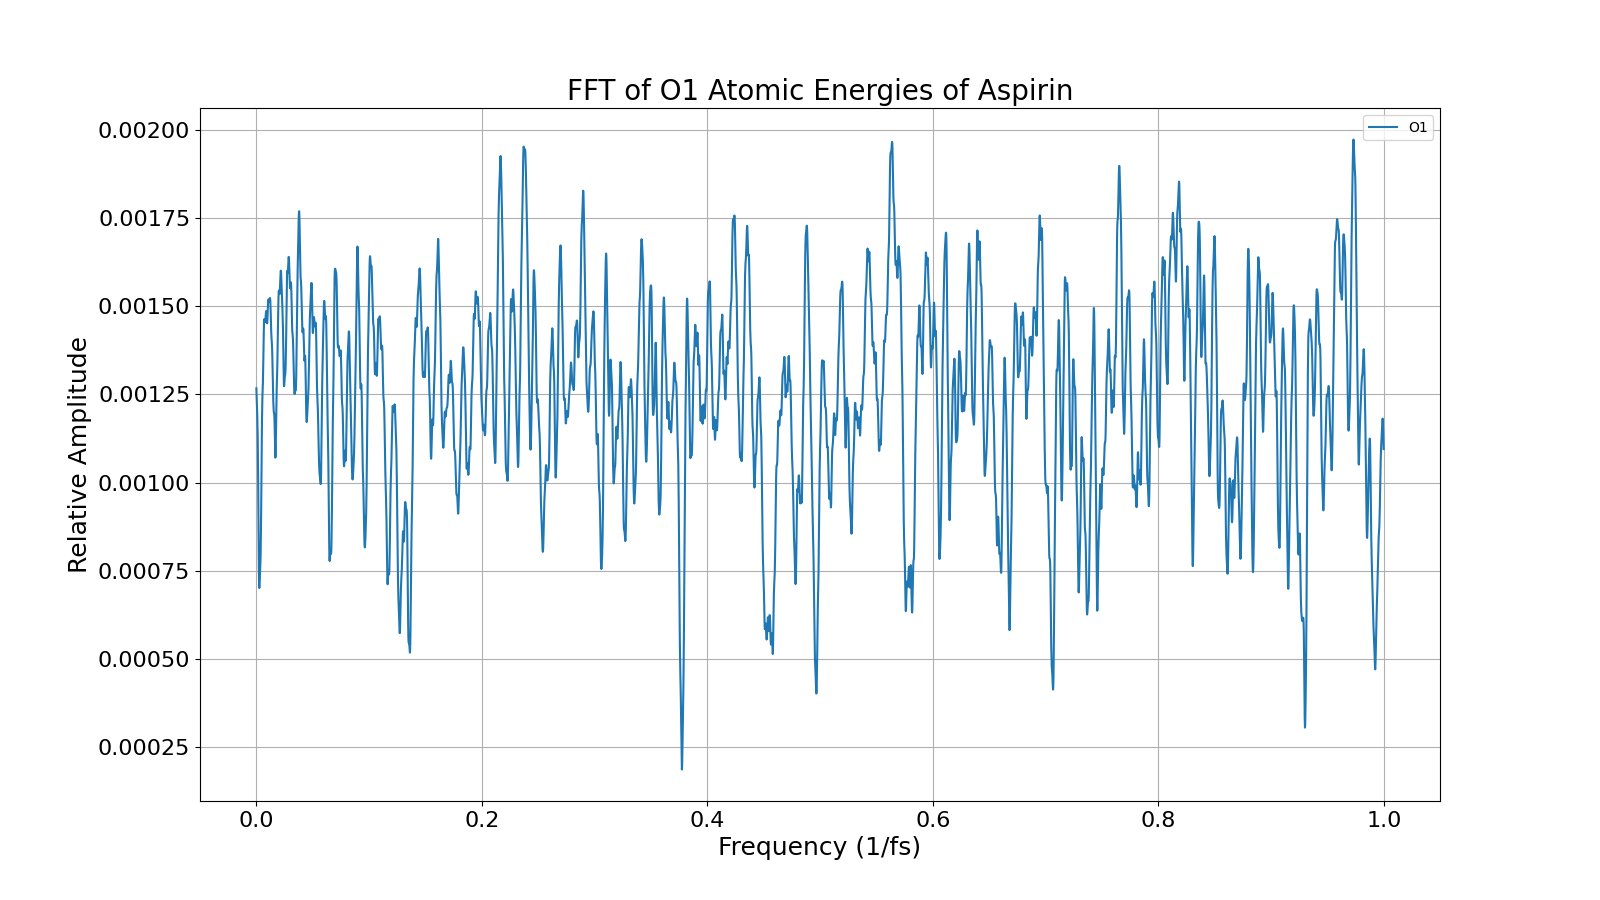 FFT of O1 Atomic Energies of Aspirin
O1
Relative Amplitude
0.00200
0.00175
0.00150
0.00125
0.00100
0.00075
0.00050
0.00025
0.0 0.2 0.4 0.6 0.8 1.0
Frequency (1/fs)